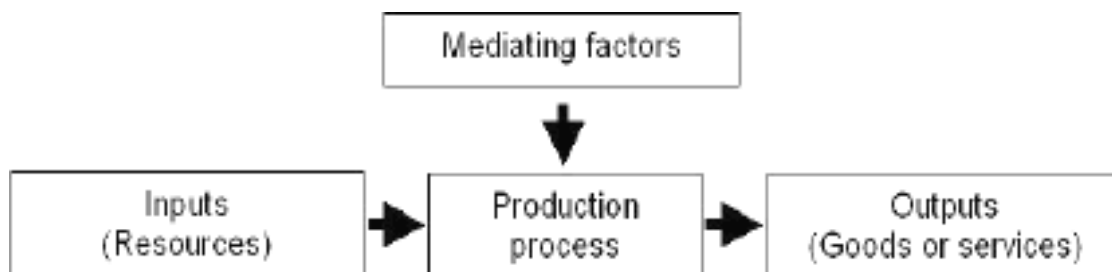 Mediating factors
Inputs
(Resources)
Production
process
Outputs
(Goods or services)